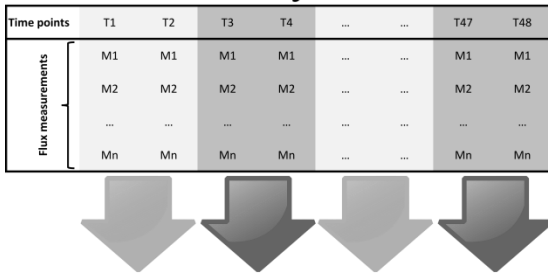 Time points T1 T2 T3 T4 ... ... T47 T48
Flux measurements
M1 M1 M1 M1 ... ... M1 M1
M2 M2 M2 M2 ... ... M2 M2
... ... ... ... ... ... ... ...
Mn Mn Mn Mn ... ... Mn Mn